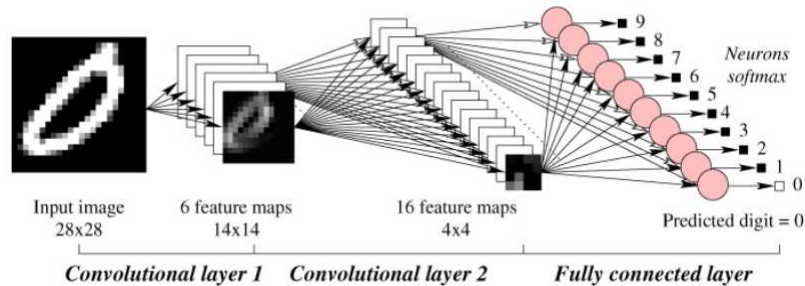 9
8
7
6
5
4
3
2
1
0
Neurons
softmax
Input image
28x28
6 feature maps
14x14
16 feature maps
4x4
Predicted digit = 0
Convolutional layer 1
Convolutional layer 2
Fully connected layer